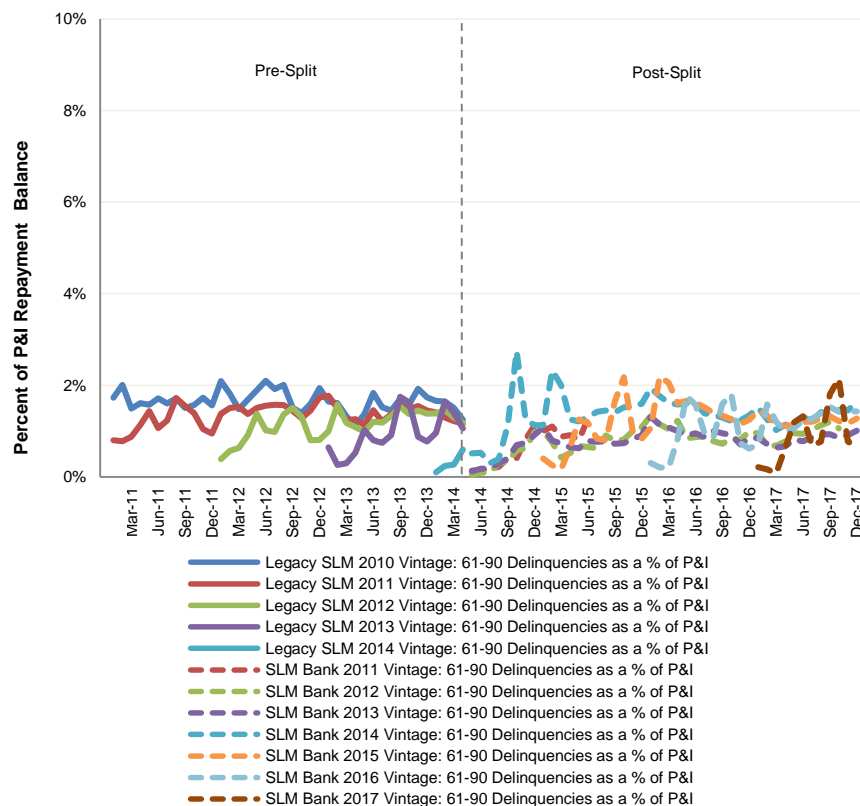 10%
8%
6%
4%
2%
0%
Percent of P&I Repayment Balance
Pre-Split
Post-Split
Mar-11
Jun-11
Sep-11
Dec-11
Mar-12
Jun-12
Sep-12
Dec-12
Mar-13
Jun-13
Sep-13
Dec-13
Mar-14
Jun-14
Sep-14
Dec-14
Mar-15
Jun-15
Sep-15
Dec-15
Mar-16
Jun-16
Sep-16
Dec-16
Mar-17
Jun-17
Sep-17
Dec-17
Legacy SLM 2010 Vintage: 61-90 Delinquencies as a % of P&I
Legacy SLM 2011 Vintage: 61-90 Delinquencies as a % of P&I
Legacy SLM 2012 Vintage: 61-90 Delinquencies as a % of P&I
Legacy SLM 2013 Vintage: 61-90 Delinquencies as a % of P&I
Legacy SLM 2014 Vintage: 61-90 Delinquencies as a % of P&I
SLM Bank 2011 Vintage: 61-90 Delinquencies as a % of P&I
SLM Bank 2012 Vintage: 61-90 Delinquencies as a % of P&I
SLM Bank 2013 Vintage: 61-90 Delinquencies as a % of P&I
SLM Bank 2014 Vintage: 61-90 Delinquencies as a % of P&I
SLM Bank 2015 Vintage: 61-90 Delinquencies as a % of P&I
SLM Bank 2016 Vintage: 61-90 Delinquencies as a % of P&I
SLM Bank 2017 Vintage: 61-90 Delinquencies as a % of P&I